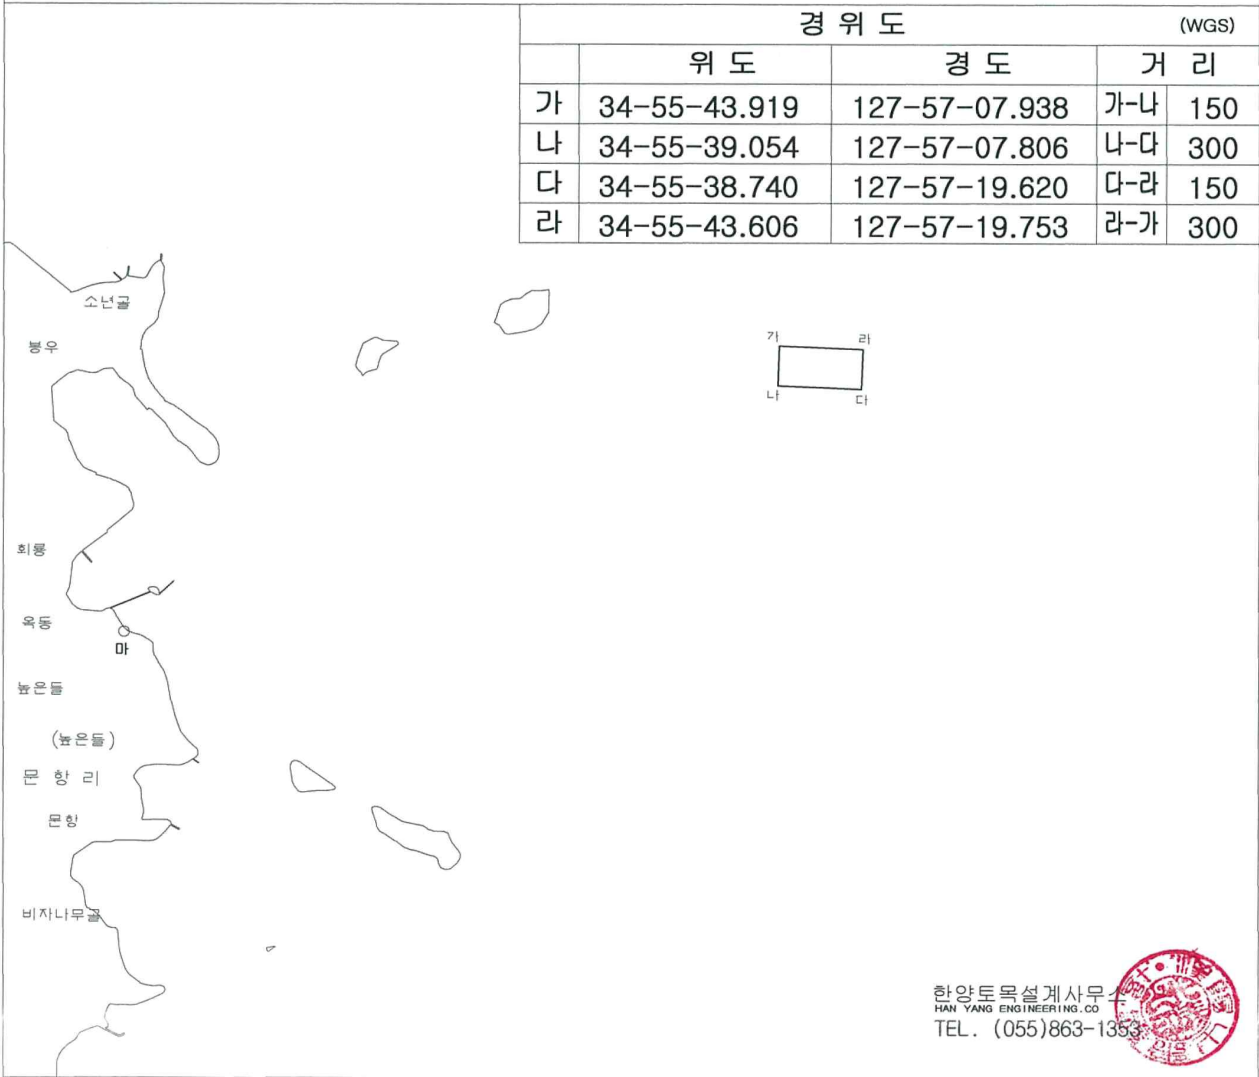 경 위 도 (WGS)
위 도 경 도 거 리
가 34-55-43.919 127-57-07.938 가-나 150
나 34-55-39.054 127-57-07.806 나-다 300
다 34-55-38.740 127-57-19.620 다-라 150
라 34-55-43.606 127-57-19.753 라-가 300
소년골
봉우
가 라
나 다
회룡
옥동
마
높은들
(높은들)
문 항 리
문항
비자나무골
한양토목설계사무소
HAN YANG ENGINEERING.CO
TEL. (055)863-1353